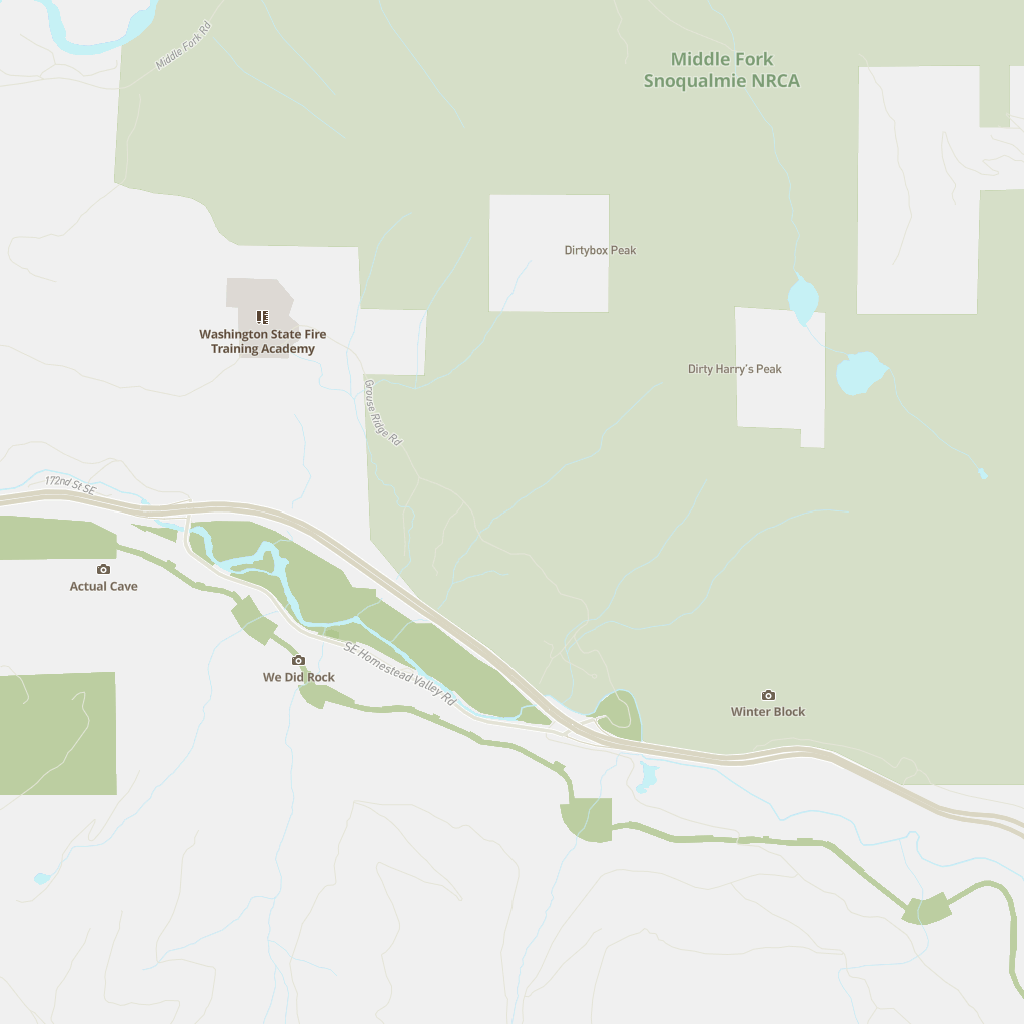 Middle Fork Rd
Middle Fork
Snoqualmie NRCA
Dirtybox Peak
Washington State Fire
Training Academy
Dirty Harry's Peak
Grouse Ridge Rd
172nd St SE
Actual Cave
We Did Rock
SE Homestead Valley Rd
Winter Block